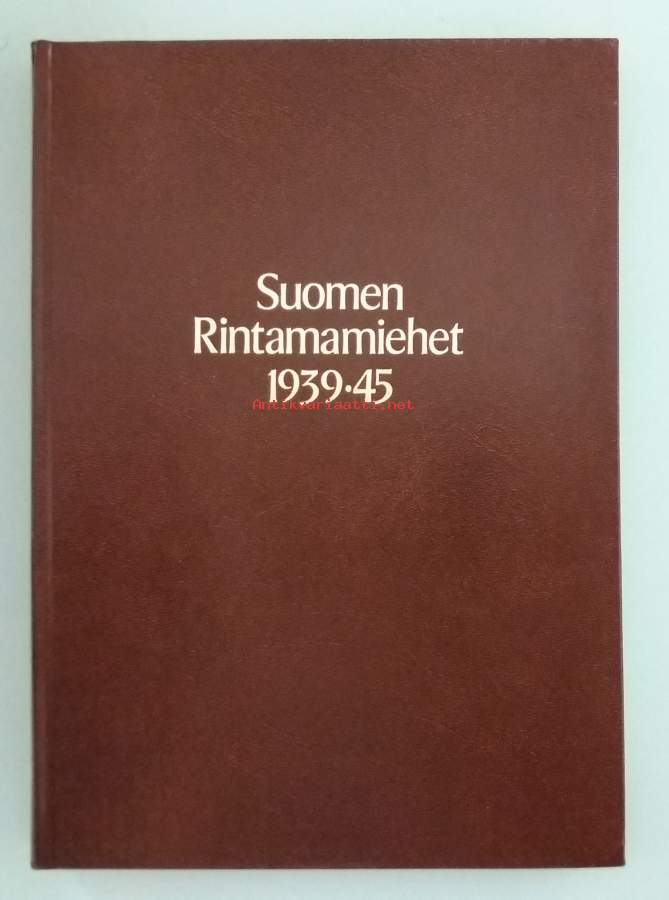 Suomen
Rintamamiehet
1939·45
Antikvariaatti.net